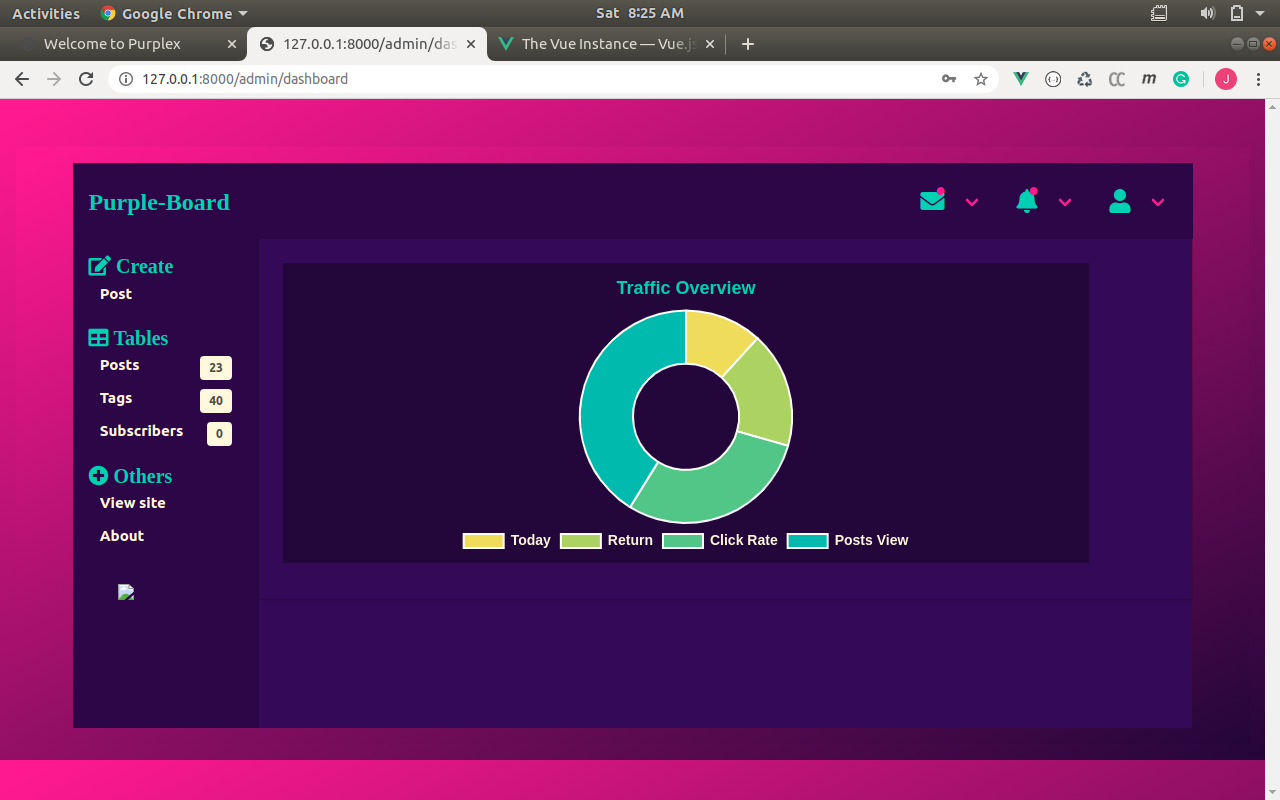 Activities Google Chrome Sat 8:25 AM
Welcome to Purplex 127.0.0.1:8000/admin/das The Vue Instance — Vue.js
127.0.0.1:8000/admin/dashboard CC m J
Purple-Board
Create
Post
Traffic Overview
Tables
Posts 23
Tags 40
Subscribers 0
Others
View site
About
Today Return Click Rate Posts View